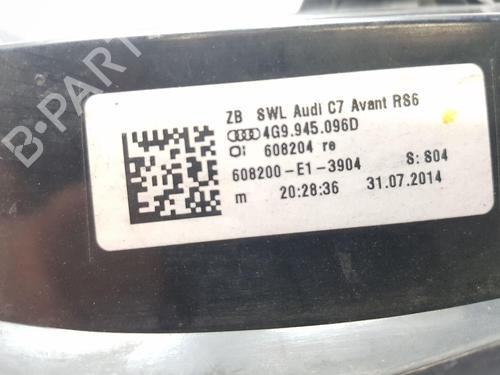 ZB SWL Audi C7 Avant RS6
4G9.945.096D
608204 re
608200-E1-3904 S:S04
m 20:28:36 31.07.2014
B-PARTS